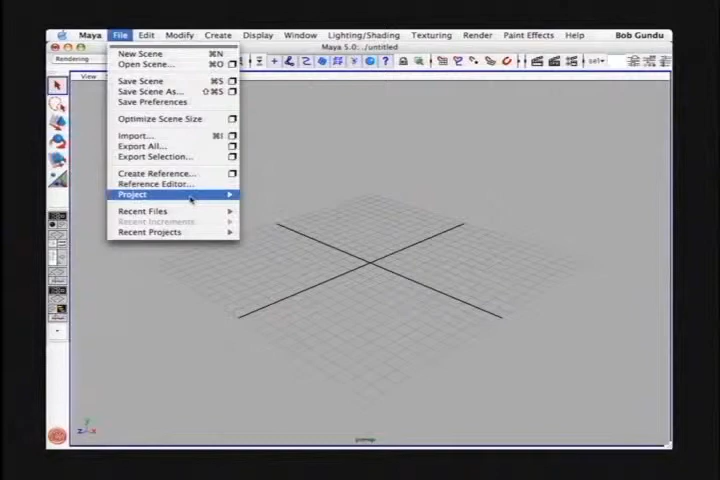 Maya File Edit Modify Create Display Window Lighting/Shading Texturing Render Paint Effects Help Bob Gundu
Maya 5.0: ./untitled
Rendering
sel
View
New Scene ⌘N
Open Scene... ⌘O
Save Scene ⌘S
Save Scene As... ⇧⌘S
Save Preferences
Optimize Scene Size
Import... ⌘I
Export All...
Export Selection...
Create Reference...
Reference Editor...
Project
Recent Files
Recent Increments
Recent Projects
y
z x
persp